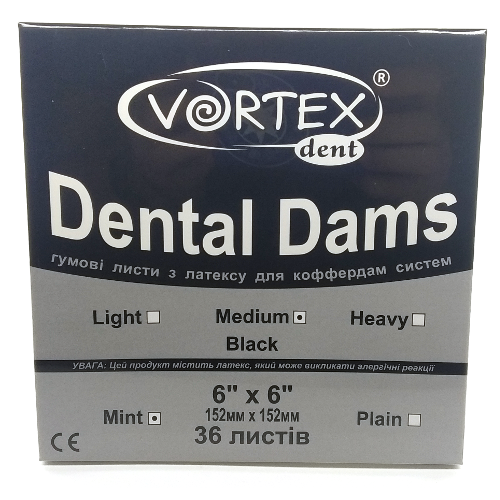 VORTEX®
dent
Dental Dams
гумові листи з латексу для коффердам систем
Light Medium Heavy
Black
УВАГА: Цей продукт містить латекс, який може викликати алергічні реакції
6" x 6"
Mint 152мм x 152мм Plain
36 листів
CE